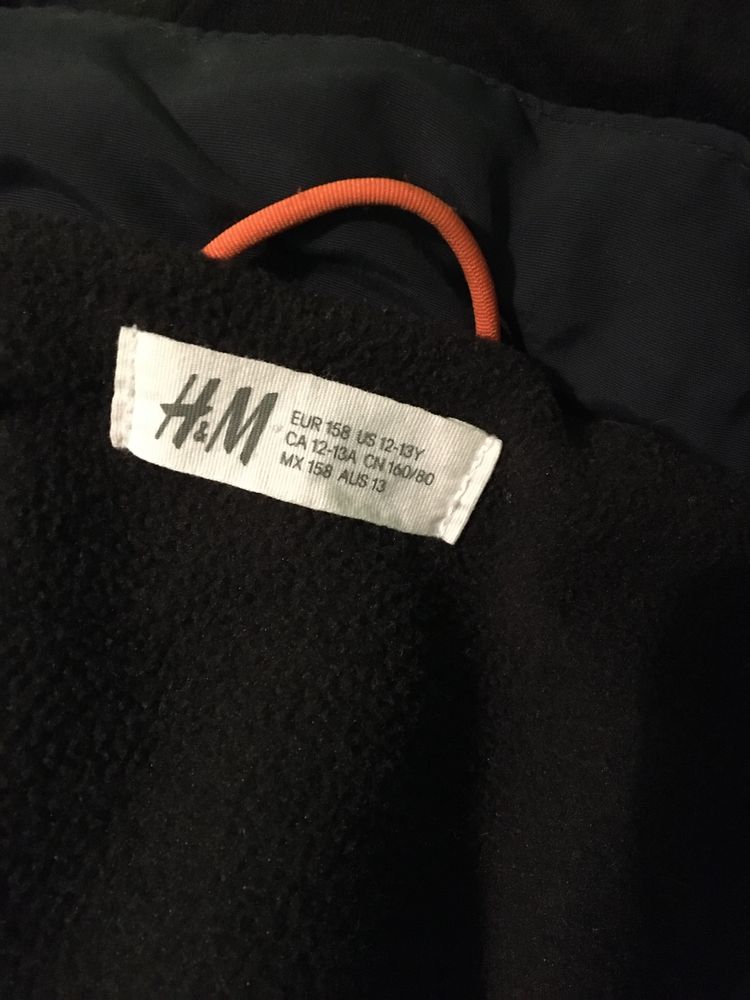 H&M
EUR 158 US 12-13Y
CA 12-13A CN 160/80
MX 158 AUS 13